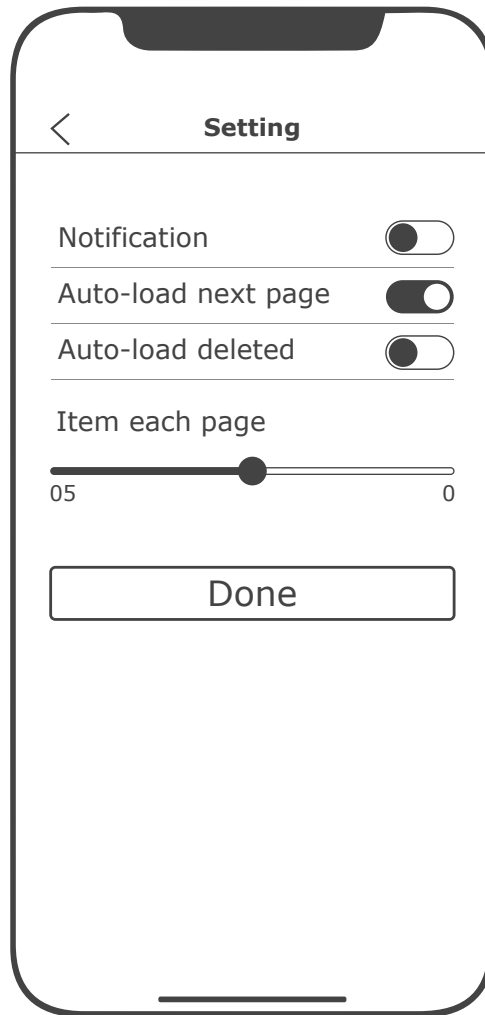 Setting
Notification
Auto-load next page
Auto-load deleted
Item each page
05 0
Done